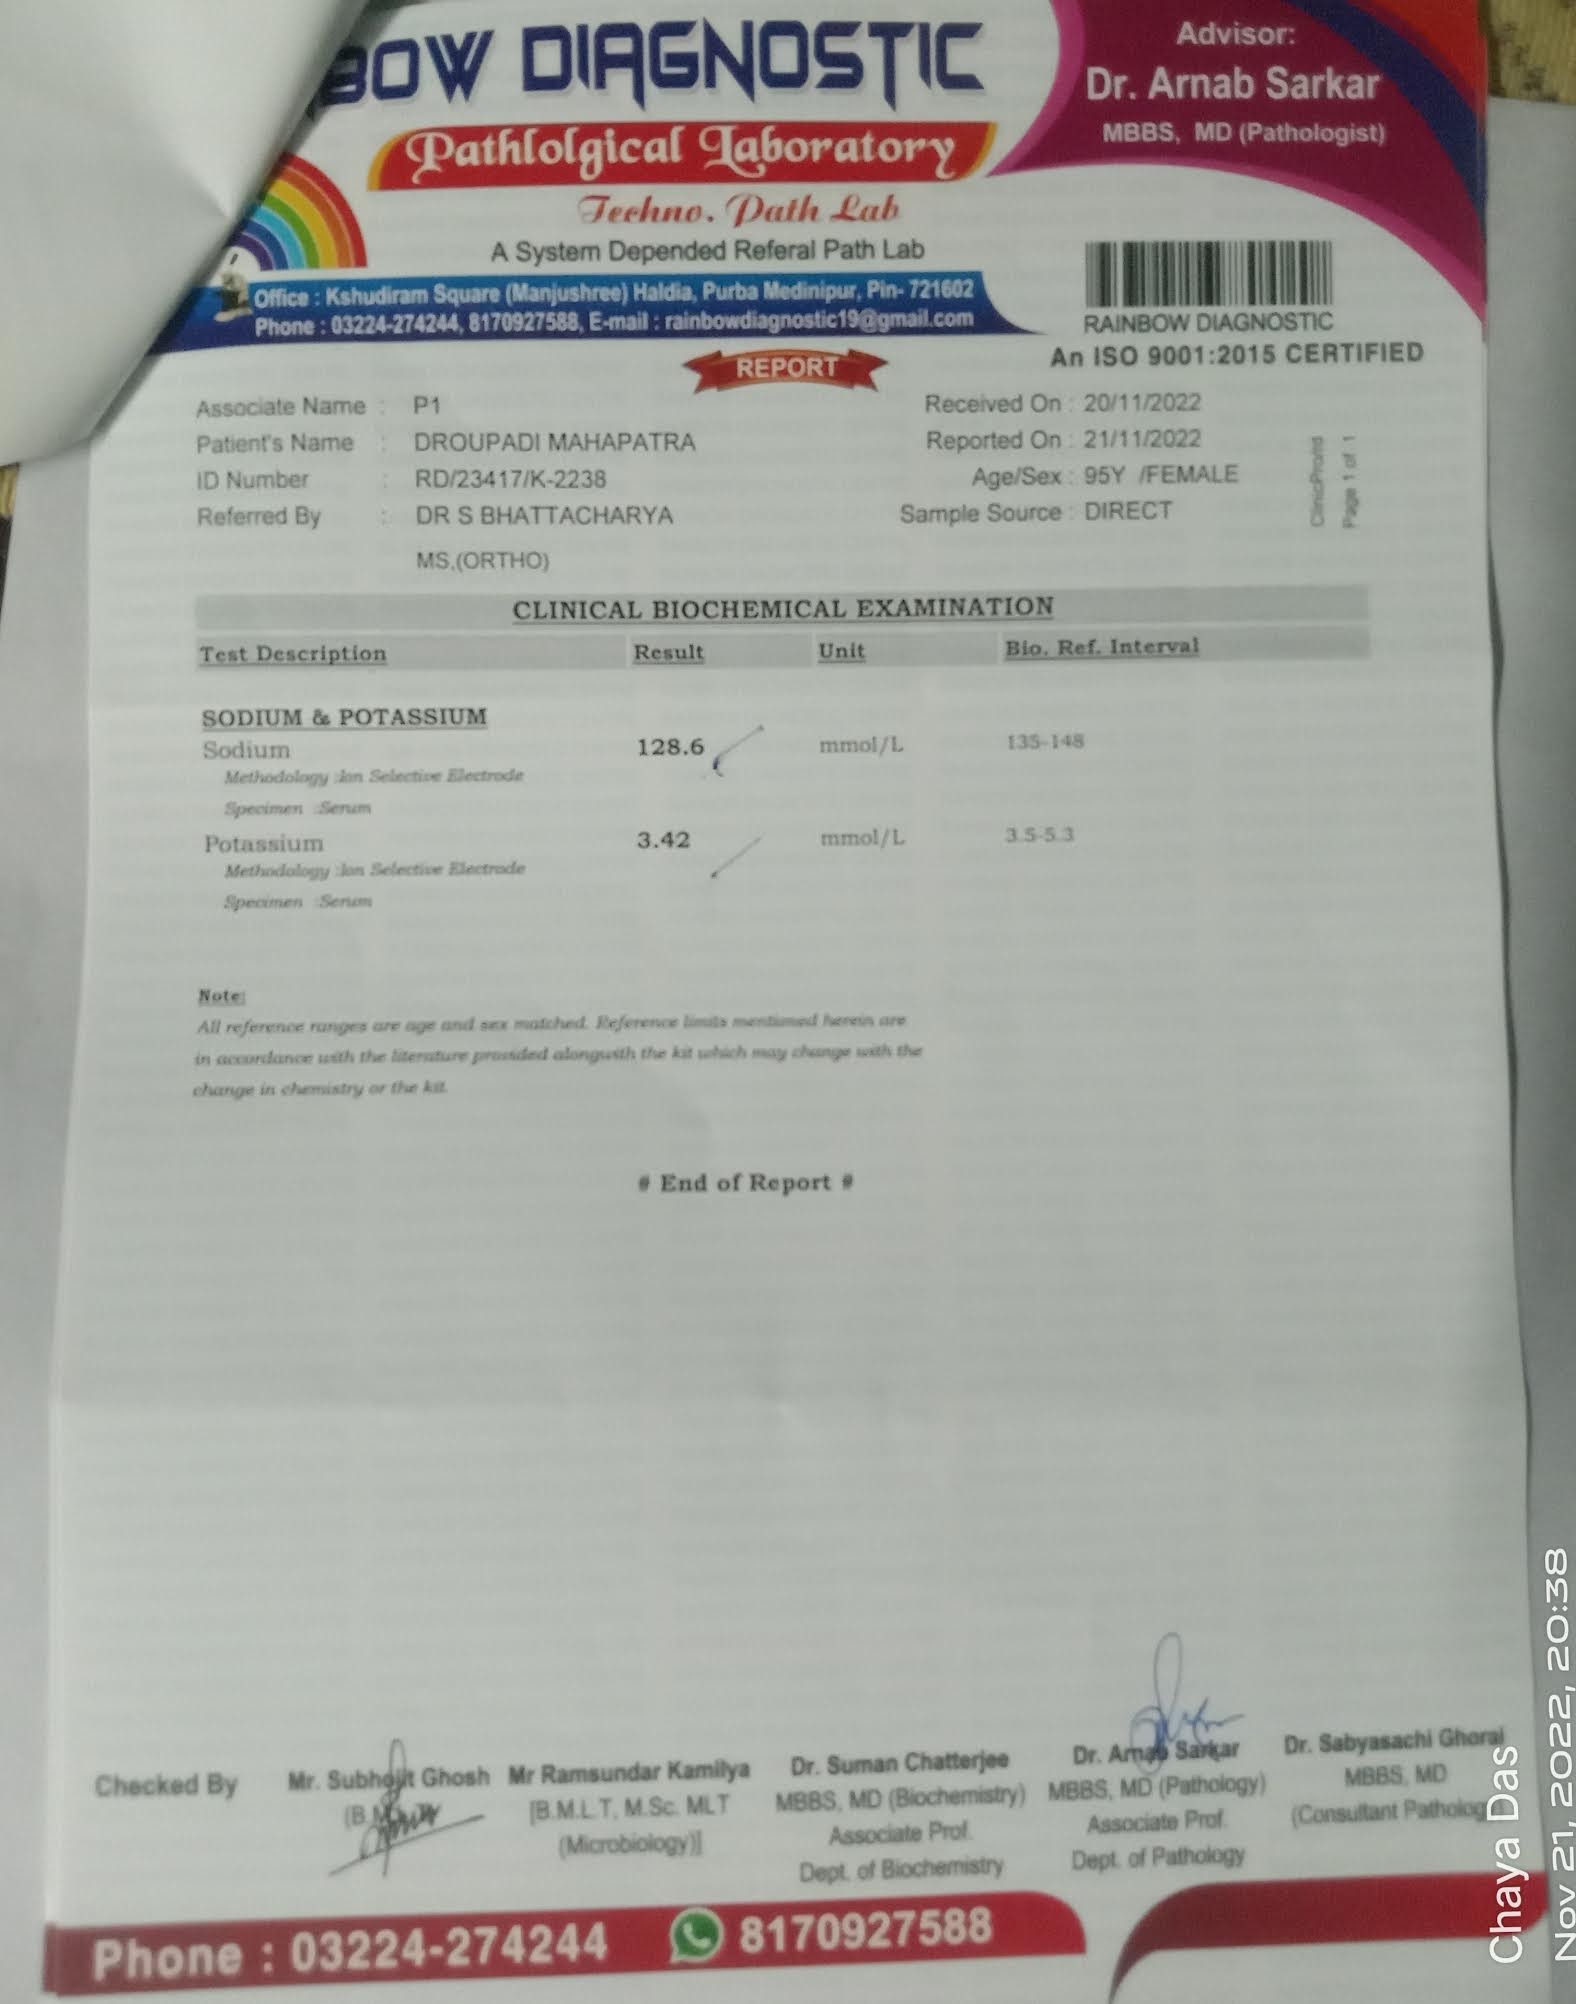 BOW DIAGNOSTIC
Pathlolgical Laboratory
Techno. Path Lab
A System Depended Referal Path Lab
Office : Kshudiram Square (Manjushree) Haldia, Purba Medinipur, Pin- 721602
Phone : 03224-274244, 8170927588, E-mail : rainbowdiagnostic19@gmail.com
Advisor:
Dr. Arnab Sarkar
MBBS, MD (Pathologist)
RAINBOW DIAGNOSTIC
An ISO 9001:2015 CERTIFIED
REPORT
Associate Name : P1
Received On : 20/11/2022
Patient's Name : DROUPADI MAHAPATRA
Reported On : 21/11/2022
ID Number : RD/23417/K-2238
Age/Sex : 95Y /FEMALE
Referred By : DR S BHATTACHARYA
Sample Source : DIRECT
MS,(ORTHO)
Page 1 of 1
CLINICAL BIOCHEMICAL EXAMINATION
Test Description Result Unit Bio. Ref. Interval
SODIUM & POTASSIUM
Sodium 128.6 mmol/L 135-148
Methodology :Ion Selective Electrode
Specimen :Serum
Potassium 3.42 mmol/L 3.5-5.3
Methodology :Ion Selective Electrode
Specimen :Serum
Note:
All reference ranges are age and sex matched. Reference limits mentioned herein are
in accordance with the literature provided alongwith the kit which may change with the
change in chemistry or the kit.
# End of Report #
Checked By
Mr. Subhojit Ghosh
Mr Ramsundar Kamilya
[B.M.L.T, M.Sc. MLT
(Microbiology)]
Dr. Suman Chatterjee
MBBS, MD (Biochemistry)
Associate Prof.
Dept. of Biochemistry
Dr. Arnab Sarkar
MBBS, MD (Pathology)
Associate Prof.
Dept. of Pathology
Dr. Sabyasachi Ghoral
MBBS, MD
(Consultant Patholog
Phone : 03224-274244 8170927588
Chaya Das
Nov 21, 2022, 20:38